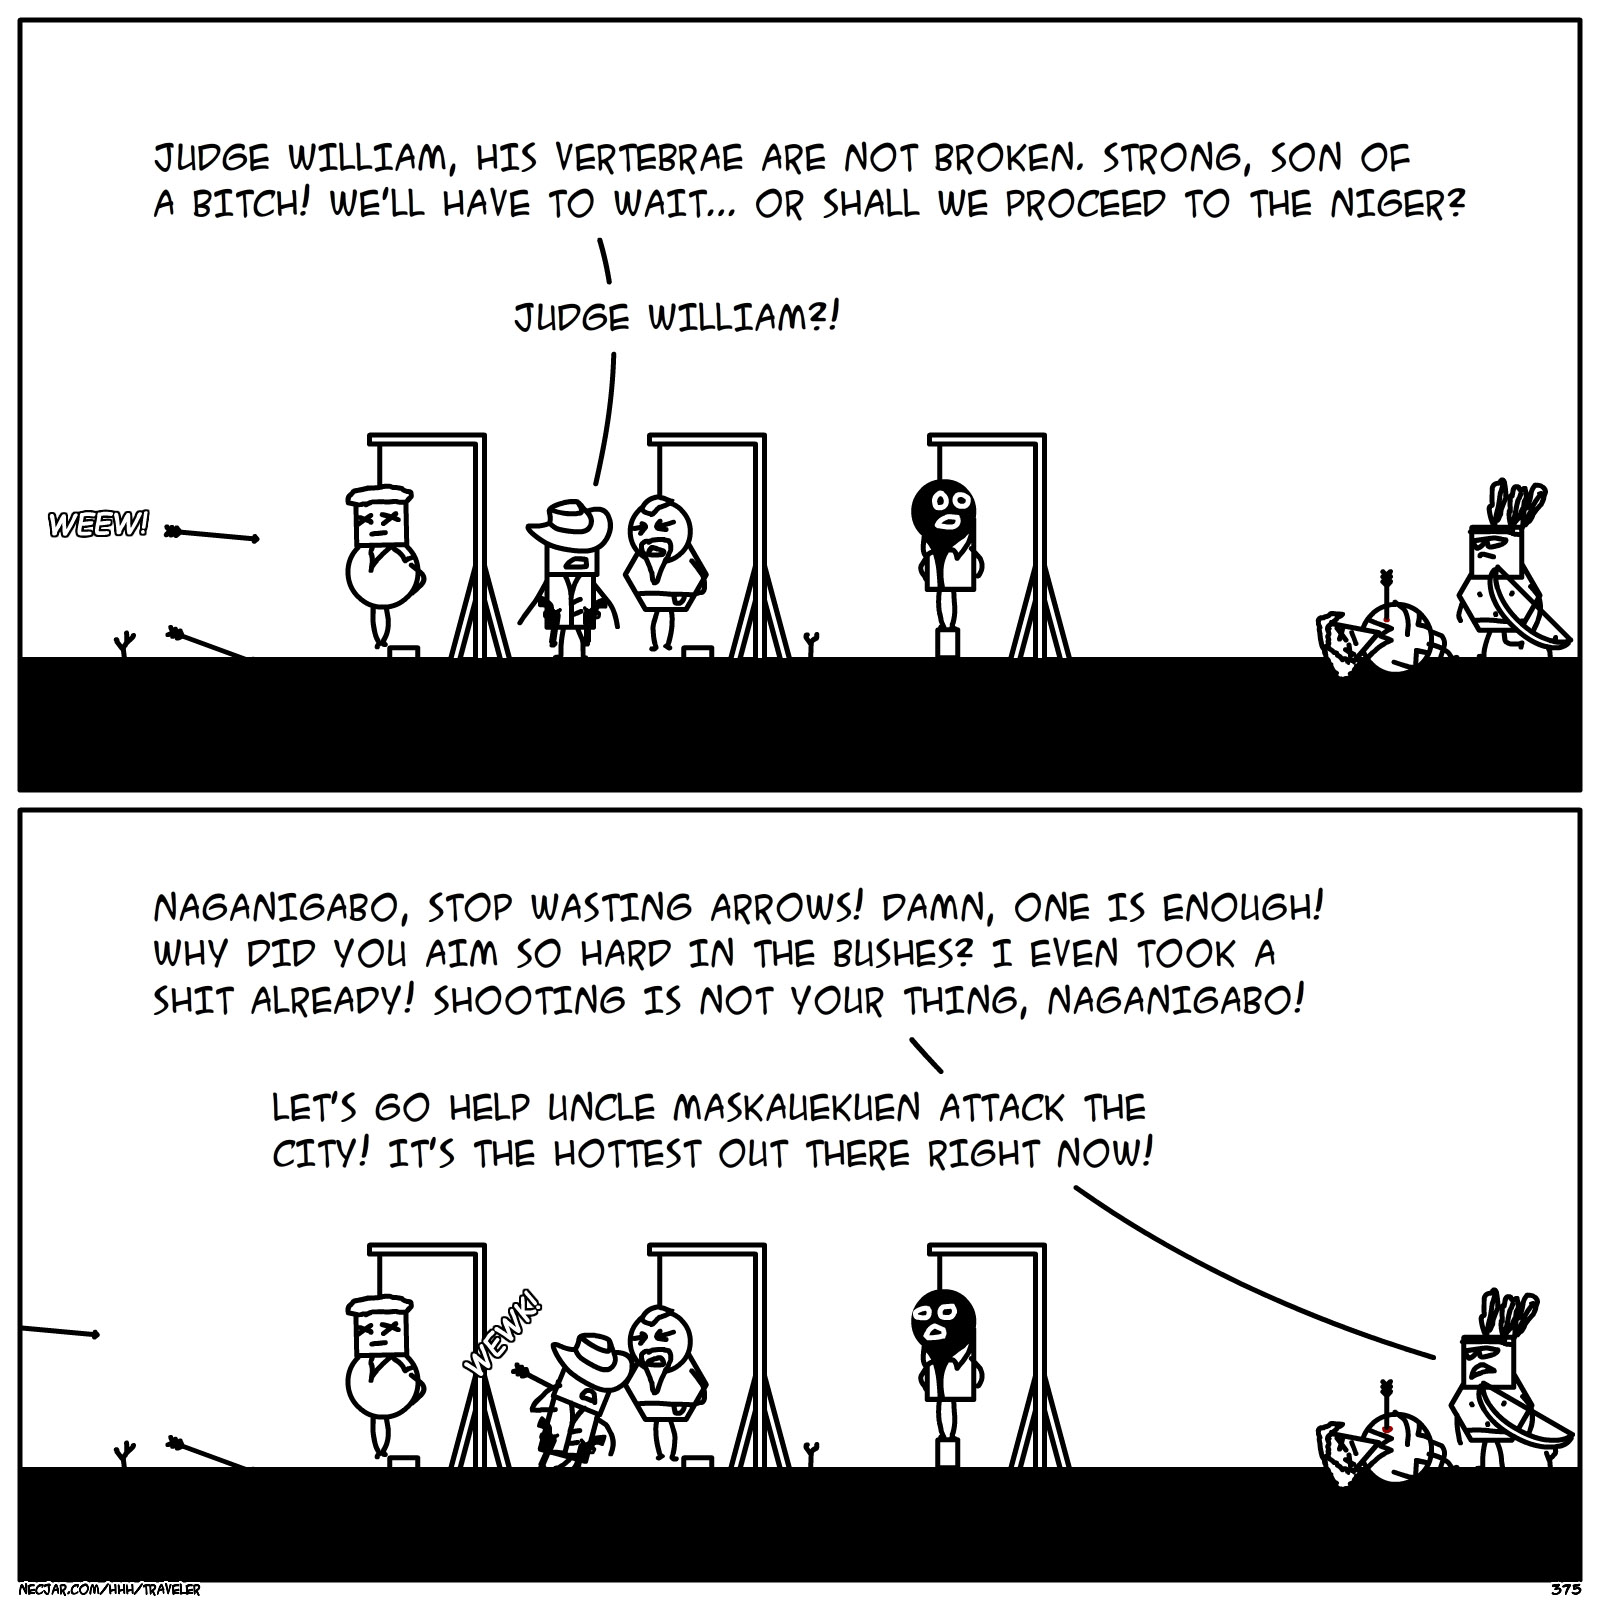 JUDGE WILLIAM, HIS VERTEBRAE ARE NOT BROKEN. STRONG, SON OF
A BITCH! WE'LL HAVE TO WAIT... OR SHALL WE PROCEED TO THE NIGER?
JUDGE WILLIAM?!
WEEW!
NAGANIGABO, STOP WASTING ARROWS! DAMN, ONE IS ENOUGH!
WHY DID YOU AIM SO HARD IN THE BUSHES? I EVEN TOOK A
SHIT ALREADY! SHOOTING IS NOT YOUR THING, NAGANIGABO!
LET'S GO HELP UNCLE MASKAUEKUEN ATTACK THE
CITY! IT'S THE HOTTEST OUT THERE RIGHT NOW!
WEWK!
NECJAR.COM/HHH/TRAVELER
375